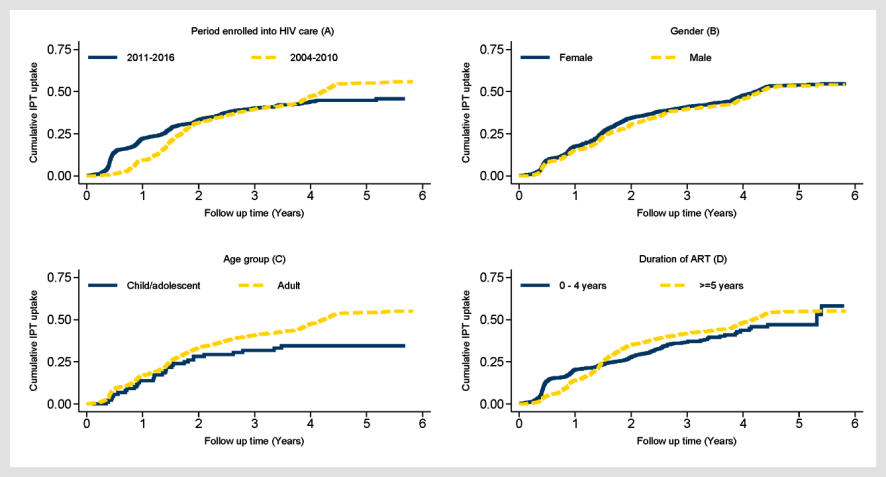 Period enrolled into HIV care (A)
0.75
0.50
0.25
0.00
Cumulative IPT uptake
2011-2016
2004-2010
0 1 2 3 4 5 6
Follow up time (Years)
Gender (B)
0.75
0.50
0.25
0.00
Cumulative IPT uptake
Female
Male
0 1 2 3 4 5 6
Follow up time (Years)
Age group (C)
0.75
0.50
0.25
0.00
Cumulative IPT uptake
Child/adolescent
Adult
0 1 2 3 4 5 6
Follow up time (Years)
Duration of ART (D)
0.75
0.50
0.25
0.00
Cumulative IPT uptake
0 - 4 years
>=5 years
0 1 2 3 4 5 6
Follow up time (Years)